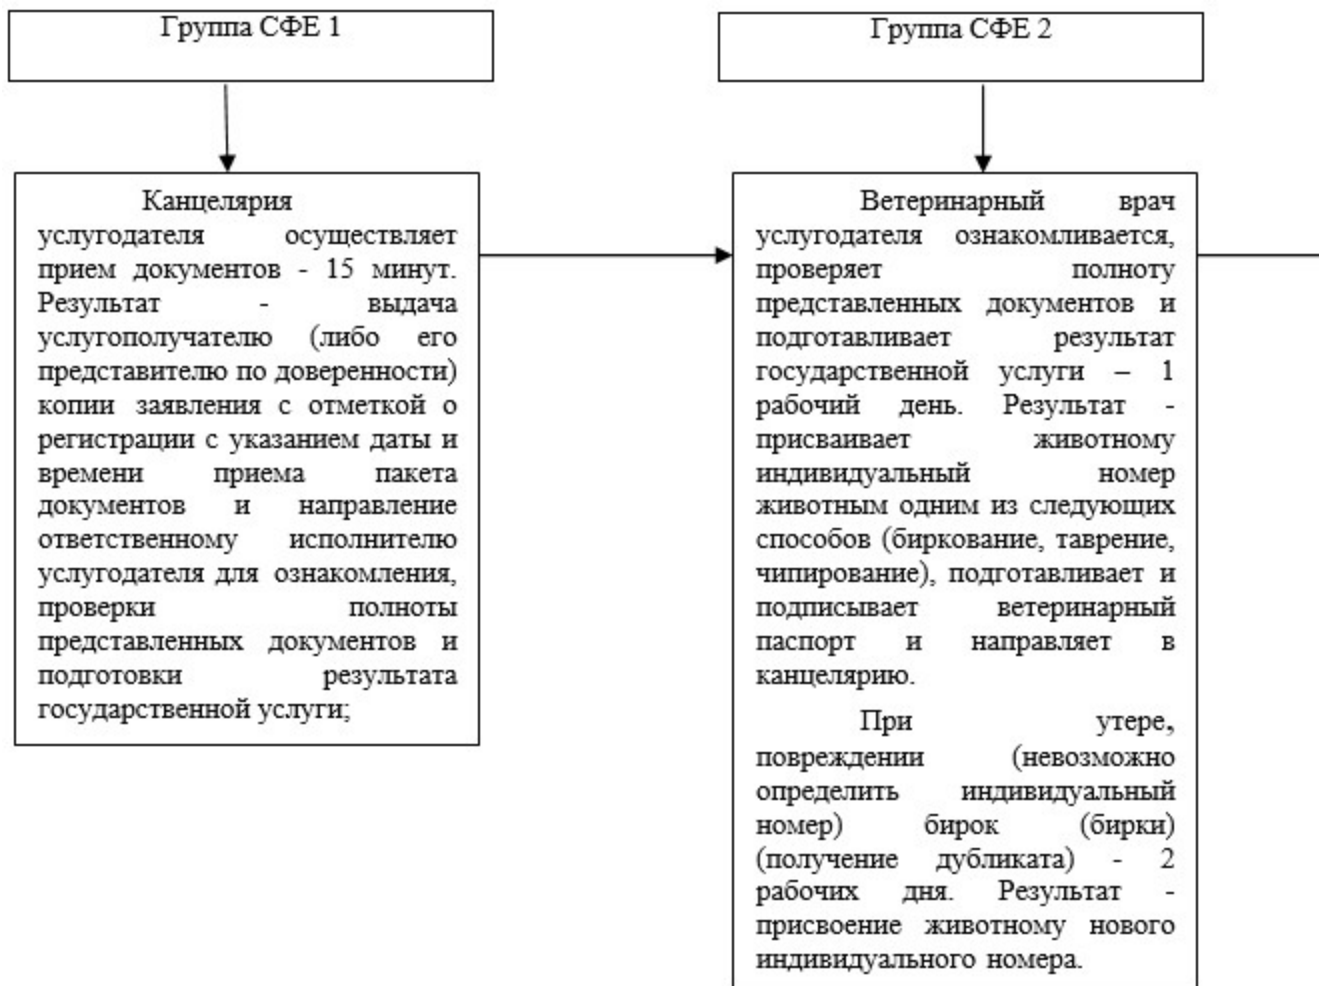 Группа СФЕ 1
Группа СФЕ 2
Канцелярия
услугодателя осуществляет
прием документов - 15 минут.
Результат - выдача
услугополучателю (либо его
представителю по доверенности)
копии заявления с отметкой о
регистрации с указанием даты и
времени приема пакета
документов и направление
ответственному исполнителю
услугодателя для ознакомления,
проверки полноты
представленных документов и
подготовки результата
государственной услуги;
Ветеринарный врач
услугодателя ознакомливается,
проверяет полноту
представленных документов и
подготавливает результат
государственной услуги – 1
рабочий день. Результат -
присваивает животному
индивидуальный номер
животным одним из следующих
способов (биркование, таврение,
чипирование), подготавливает и
подписывает ветеринарный
паспорт и направляет в
канцелярию.
При утере,
повреждении (невозможно
определить индивидуальный
номер) бирок (бирки)
(получение дубликата) - 2
рабочих дня. Результат -
присвоение животному нового
индивидуального номера.